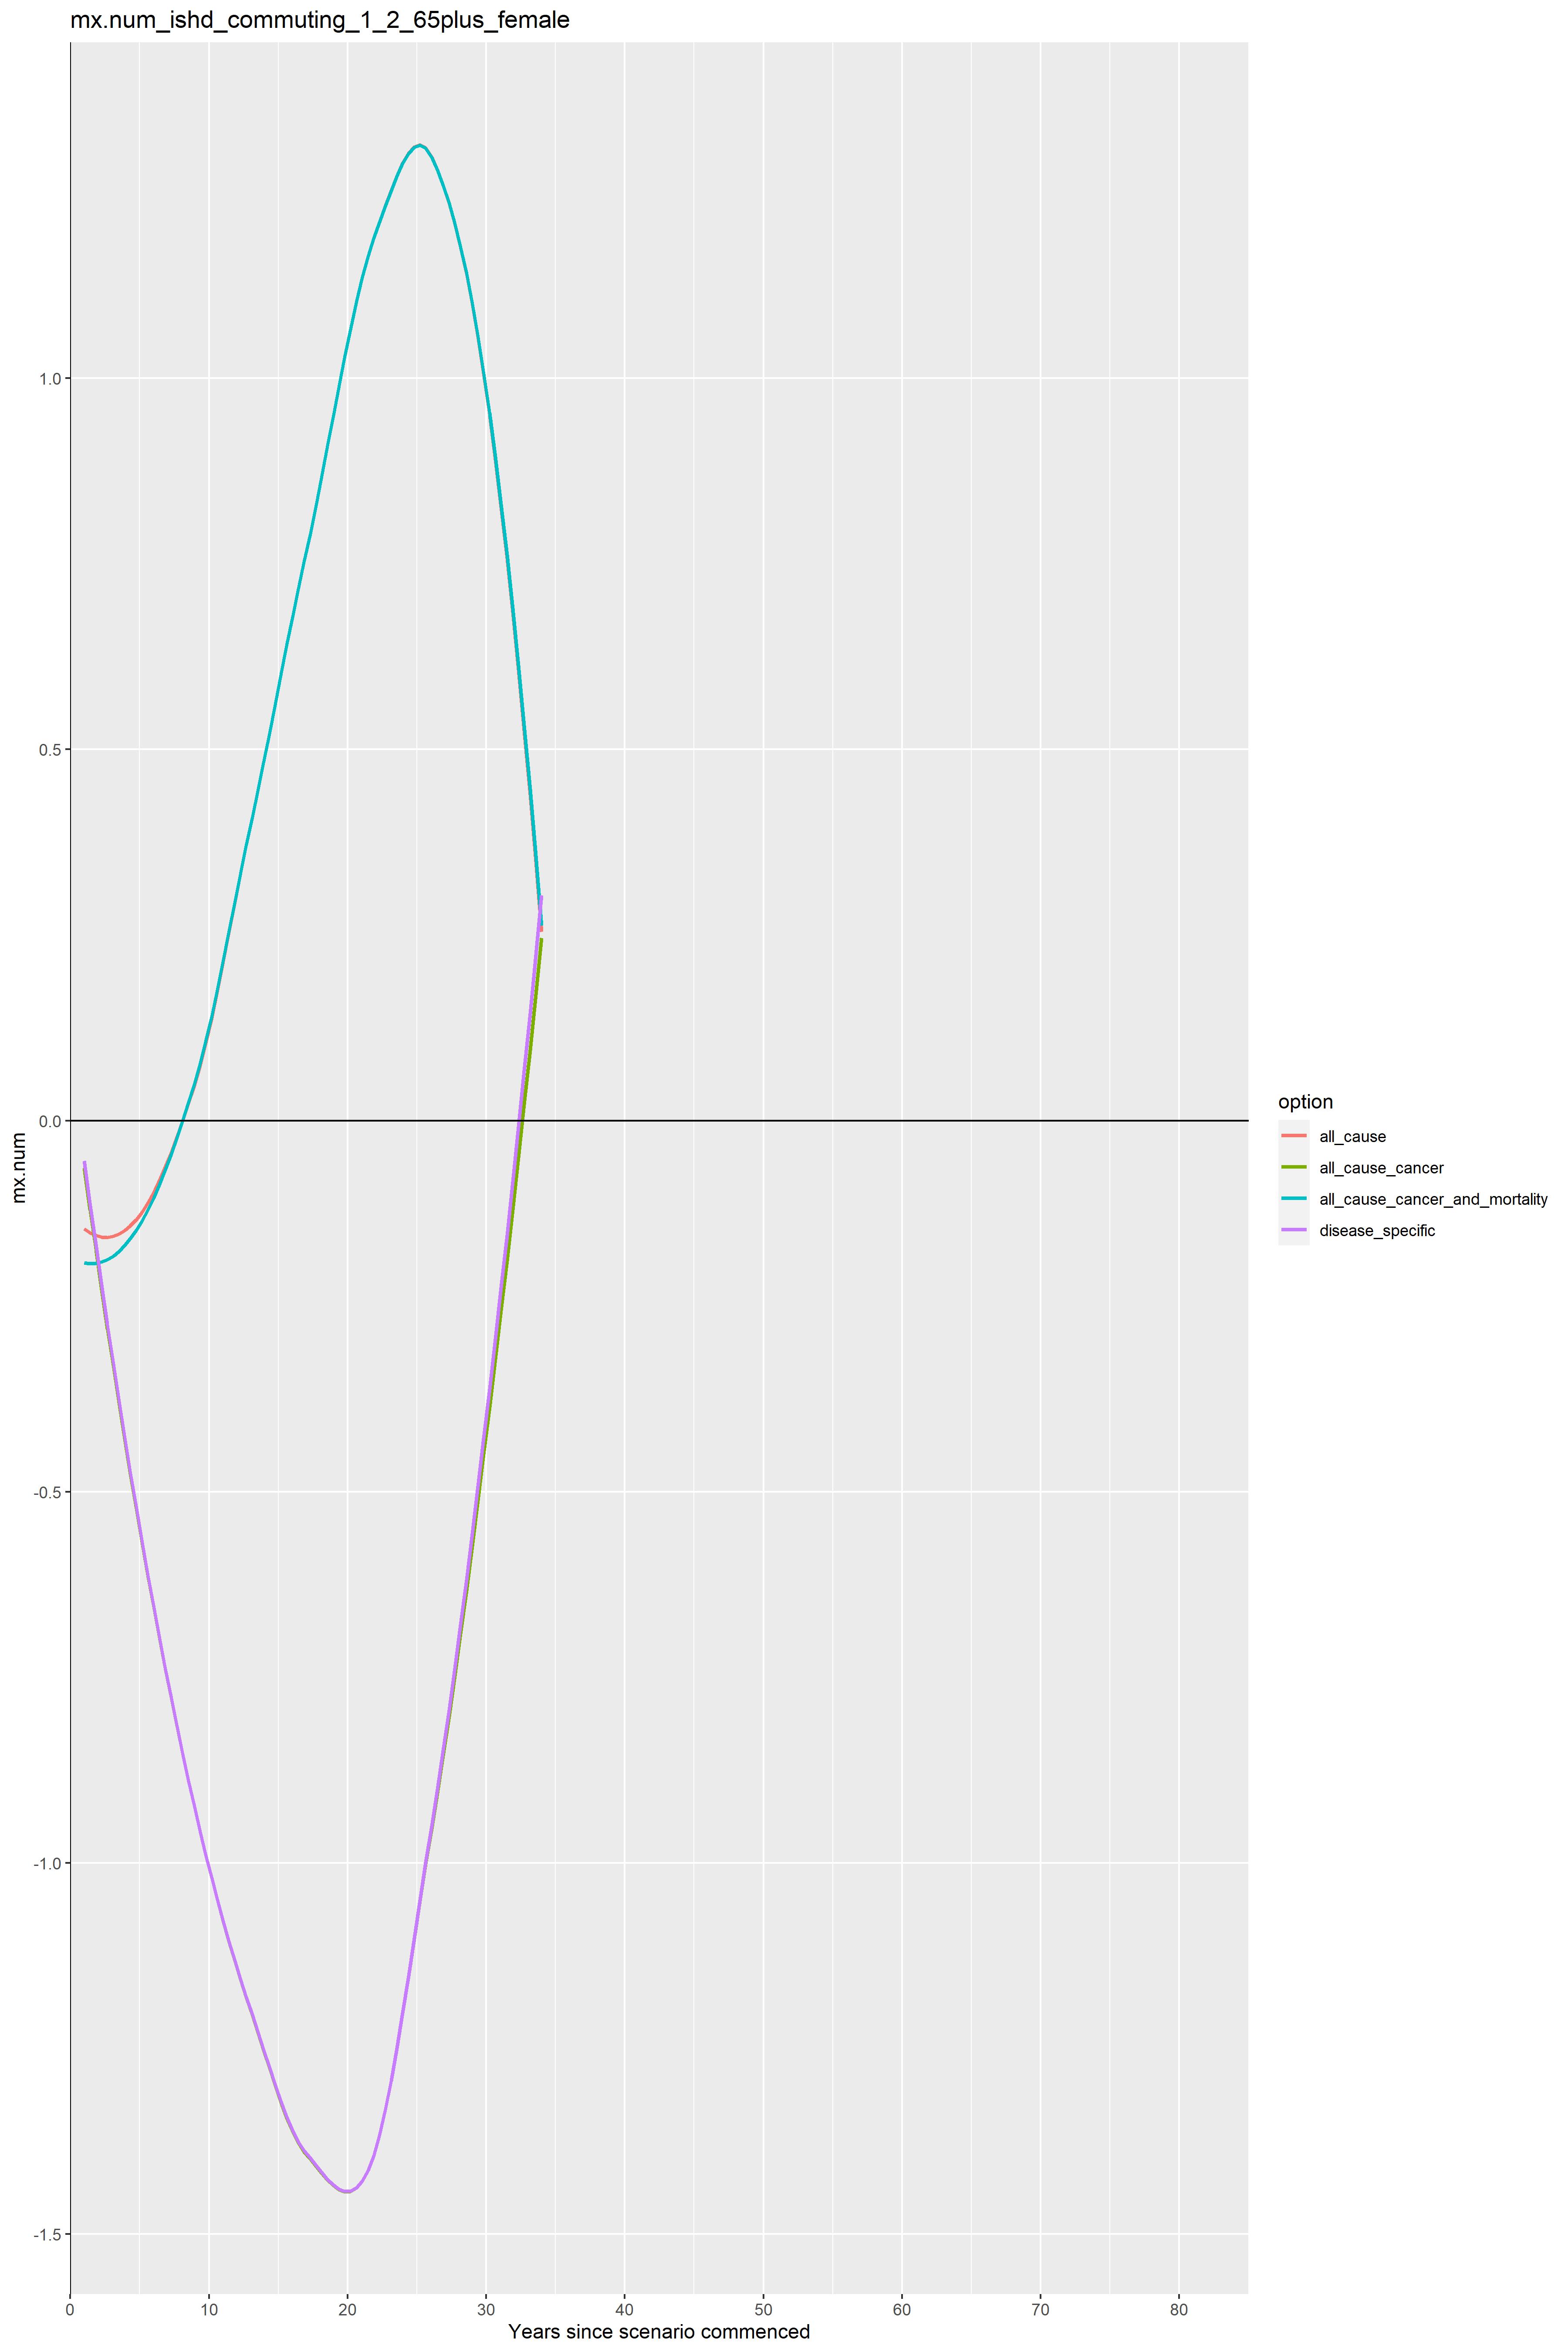 mx.num_ishd_commuting_1_2_65plus_female
1.0
0.5
0.0
-0.5
-1.0
-1.5
mx.num
0 10 20 30 40 50 60 70 80
Years since scenario commenced
option
all_cause
all_cause_cancer
all_cause_cancer_and_mortality
disease_specific